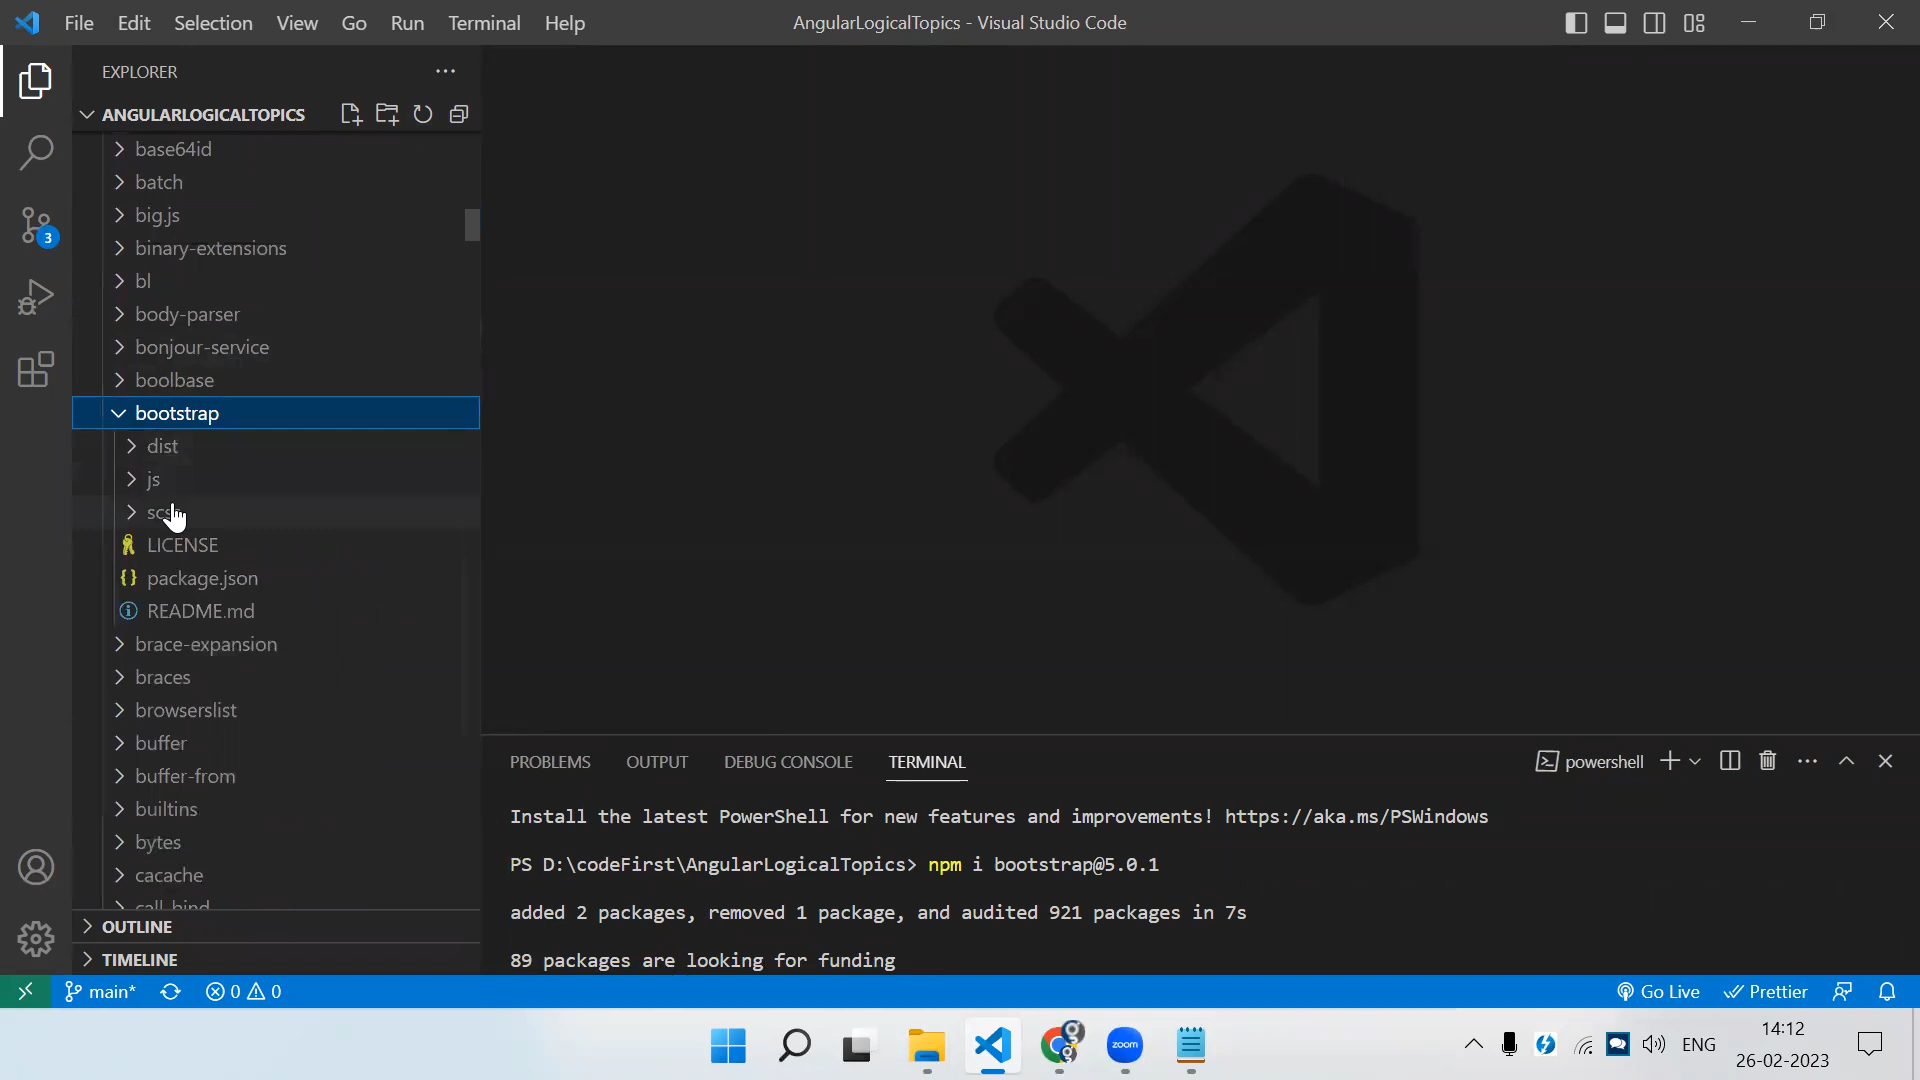 File Edit Selection View Go Run Terminal Help
AngularLogicalTopics - Visual Studio Code
EXPLORER
ANGULARLOGICALTOPICS
base64id
batch
big.js
binary-extensions
bl
body-parser
bonjour-service
boolbase
bootstrap
dist
js
LICENSE
package.json
README.md
brace-expansion
braces
browserslist
buffer
buffer-from
builtins
bytes
cacache
call-bind
OUTLINE
TIMELINE
3
PROBLEMS OUTPUT DEBUG CONSOLE TERMINAL
powershell
Install the latest PowerShell for new features and improvements! https://aka.ms/PSWindows
PS D:\codeFirst\AngularLogicalTopics> npm i bootstrap@5.0.1
added 2 packages, removed 1 package, and audited 921 packages in 7s
89 packages are looking for funding
main* 0 0
Go Live Prettier
zoom
ENG
14:12
26-02-2023